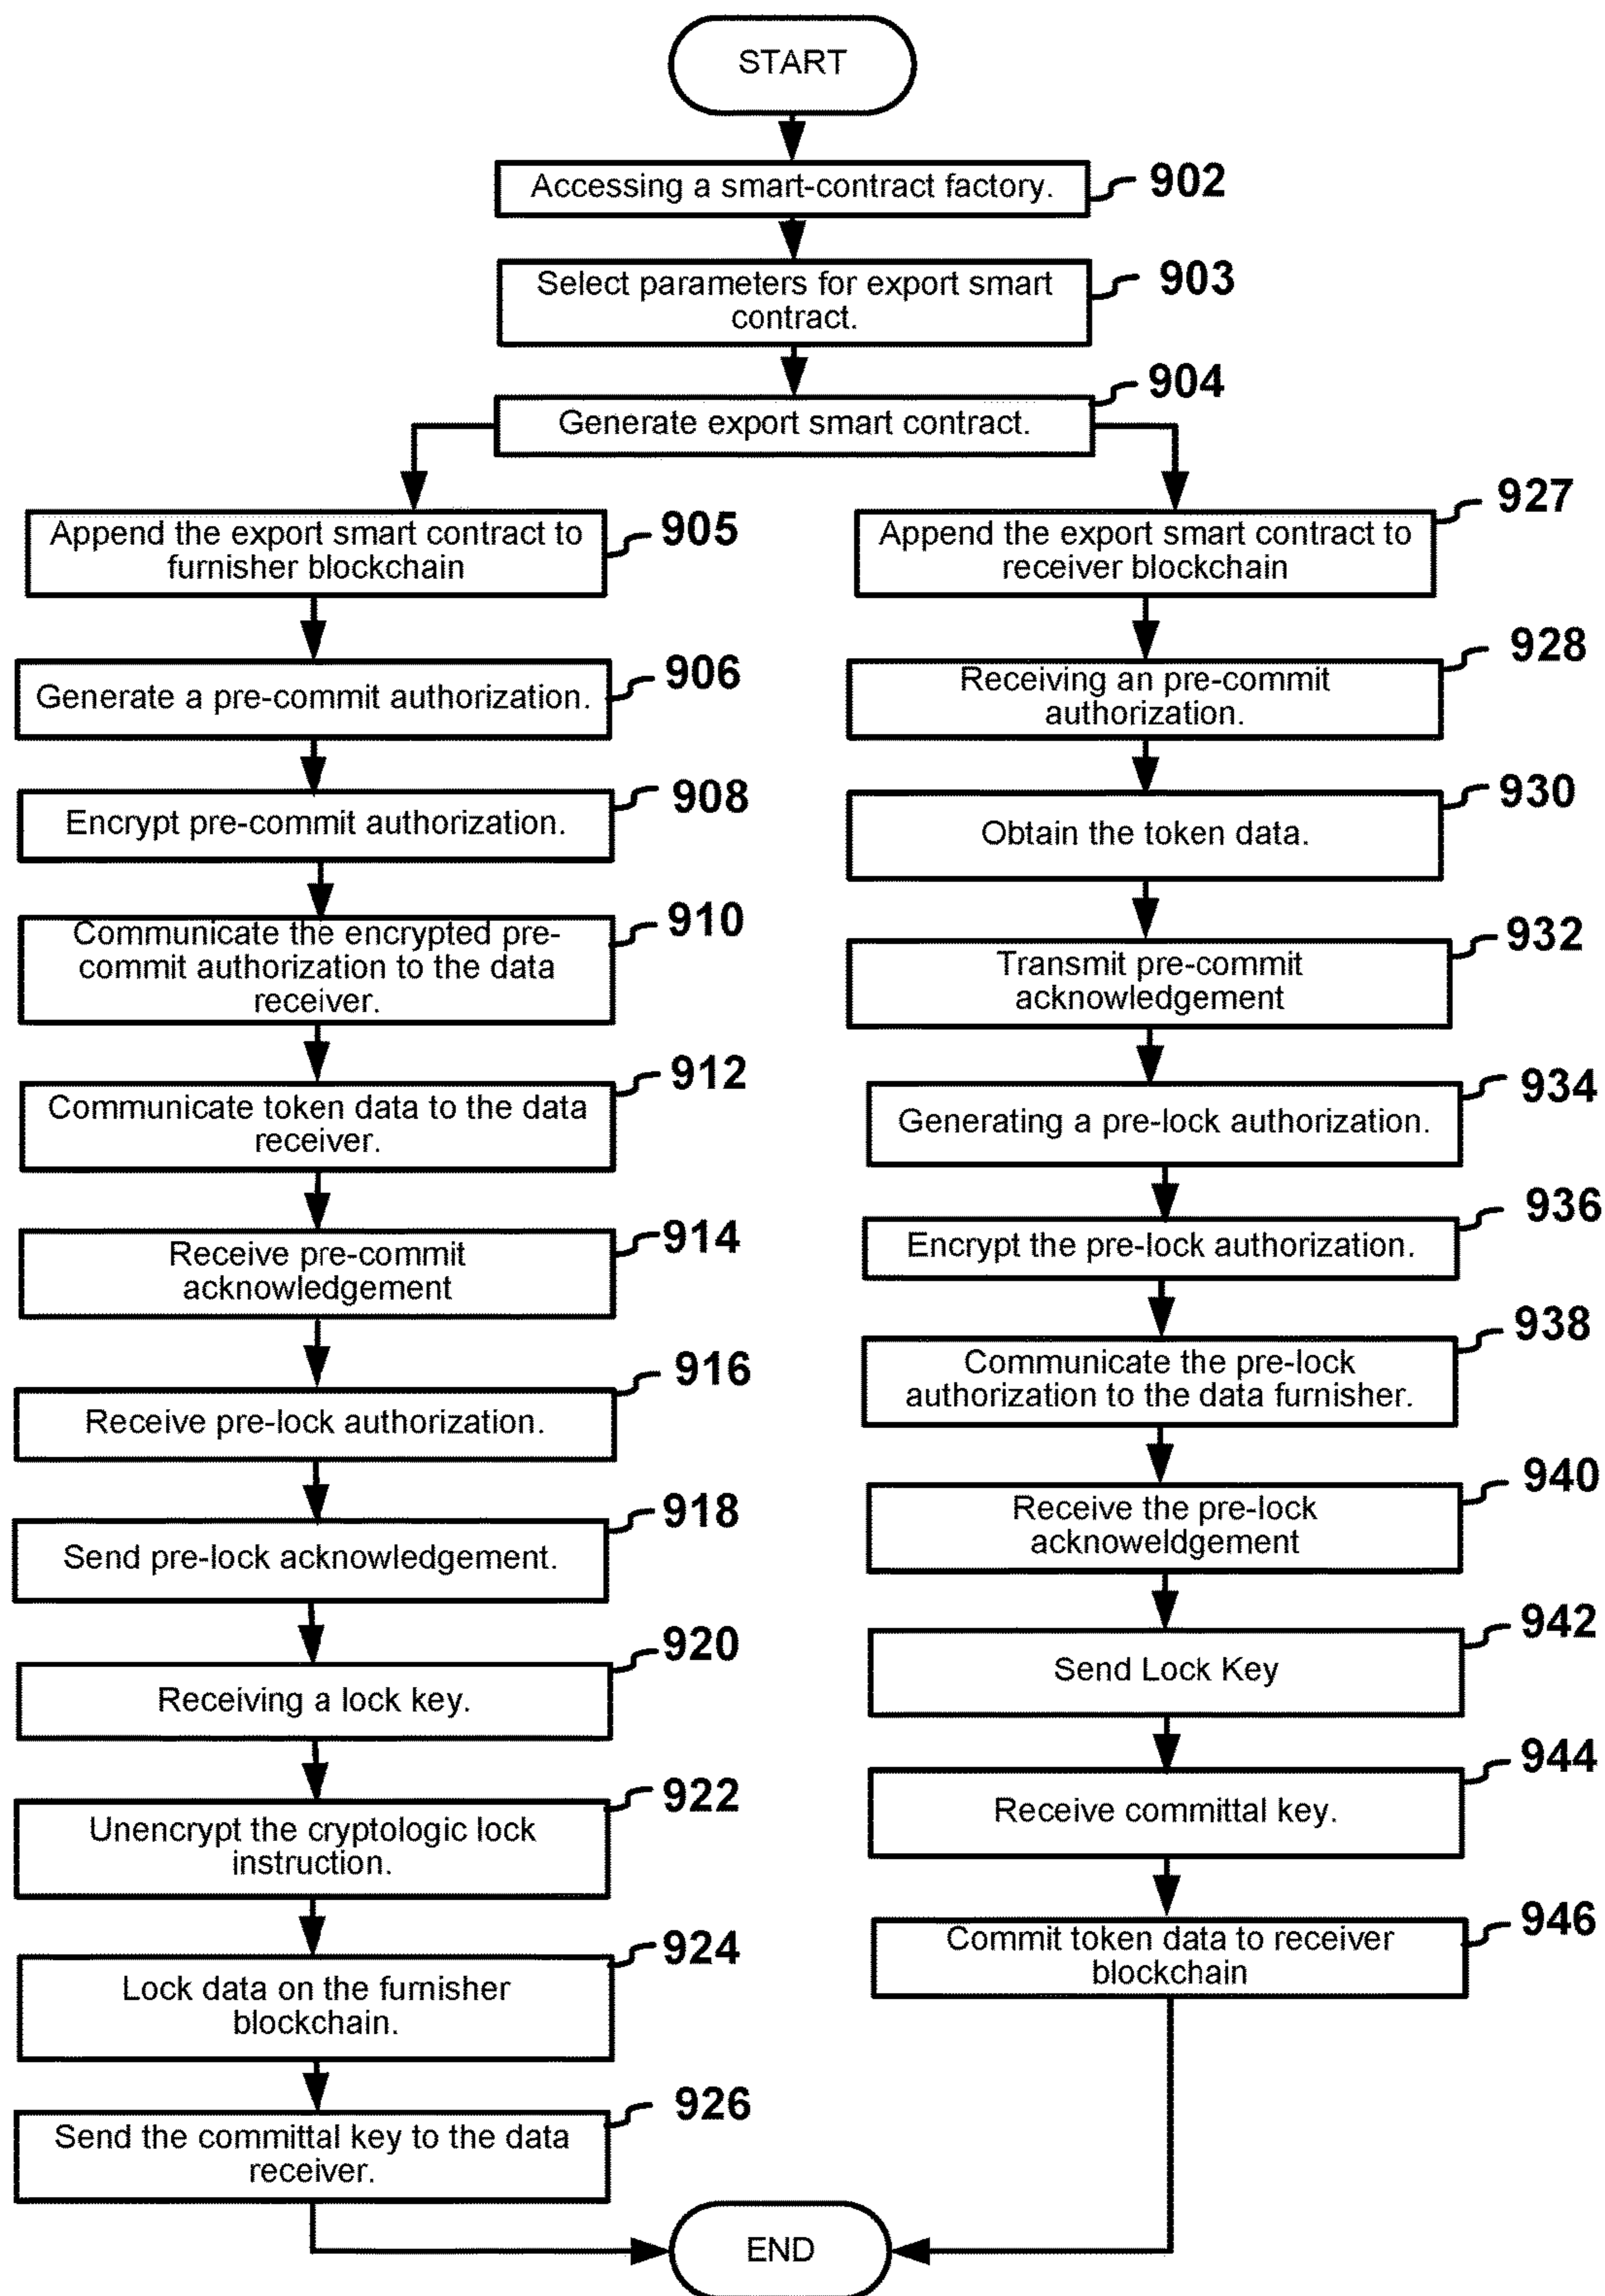 START
Accessing a smart-contract factory.
902
Select parameters for export smart
contract.
903
Generate export smart contract.
904
Append the export smart contract to
furnisher blockchain
905
Generate a pre-commit authorization.
906
Encrypt pre-commit authorization.
908
Communicate the encrypted pre-
commit authorization to the data
receiver.
910
Communicate token data to the data
receiver.
912
Receive pre-commit
acknowledgement
914
Receive pre-lock authorization.
916
Send pre-lock acknowledgement.
918
Receiving a lock key.
920
Unencrypt the cryptologic lock
instruction.
922
Lock data on the furnisher
blockchain.
924
Send the committal key to the data
receiver.
926
Append the export smart contract to
receiver blockchain
927
Receiving an pre-commit
authorization.
928
Obtain the token data.
930
Transmit pre-commit
acknowledgement
932
Generating a pre-lock authorization.
934
Encrypt the pre-lock authorization.
936
Communicate the pre-lock
authorization to the data furnisher.
938
Receive the pre-lock
acknoweldgement
940
Send Lock Key
942
Receive committal key.
944
Commit token data to receiver
blockchain
946
END